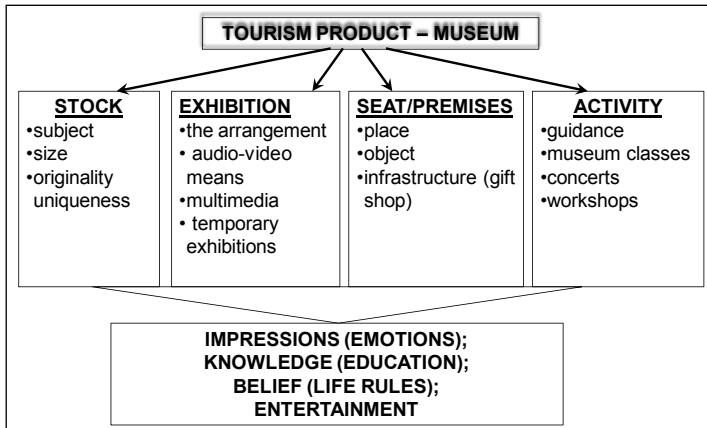 TOURISM PRODUCT – MUSEUM
STOCK
•subject
•size
•originality
uniqueness
EXHIBITION
•the arrangement
• audio-video
means
•multimedia
• temporary
exhibitions
SEAT/PREMISES
•place
•object
•infrastructure (gift
shop)
ACTIVITY
•guidance
•museum classes
•concerts
•workshops
IMPRESSIONS (EMOTIONS);
KNOWLEDGE (EDUCATION);
BELIEF (LIFE RULES);
ENTERTAINMENT